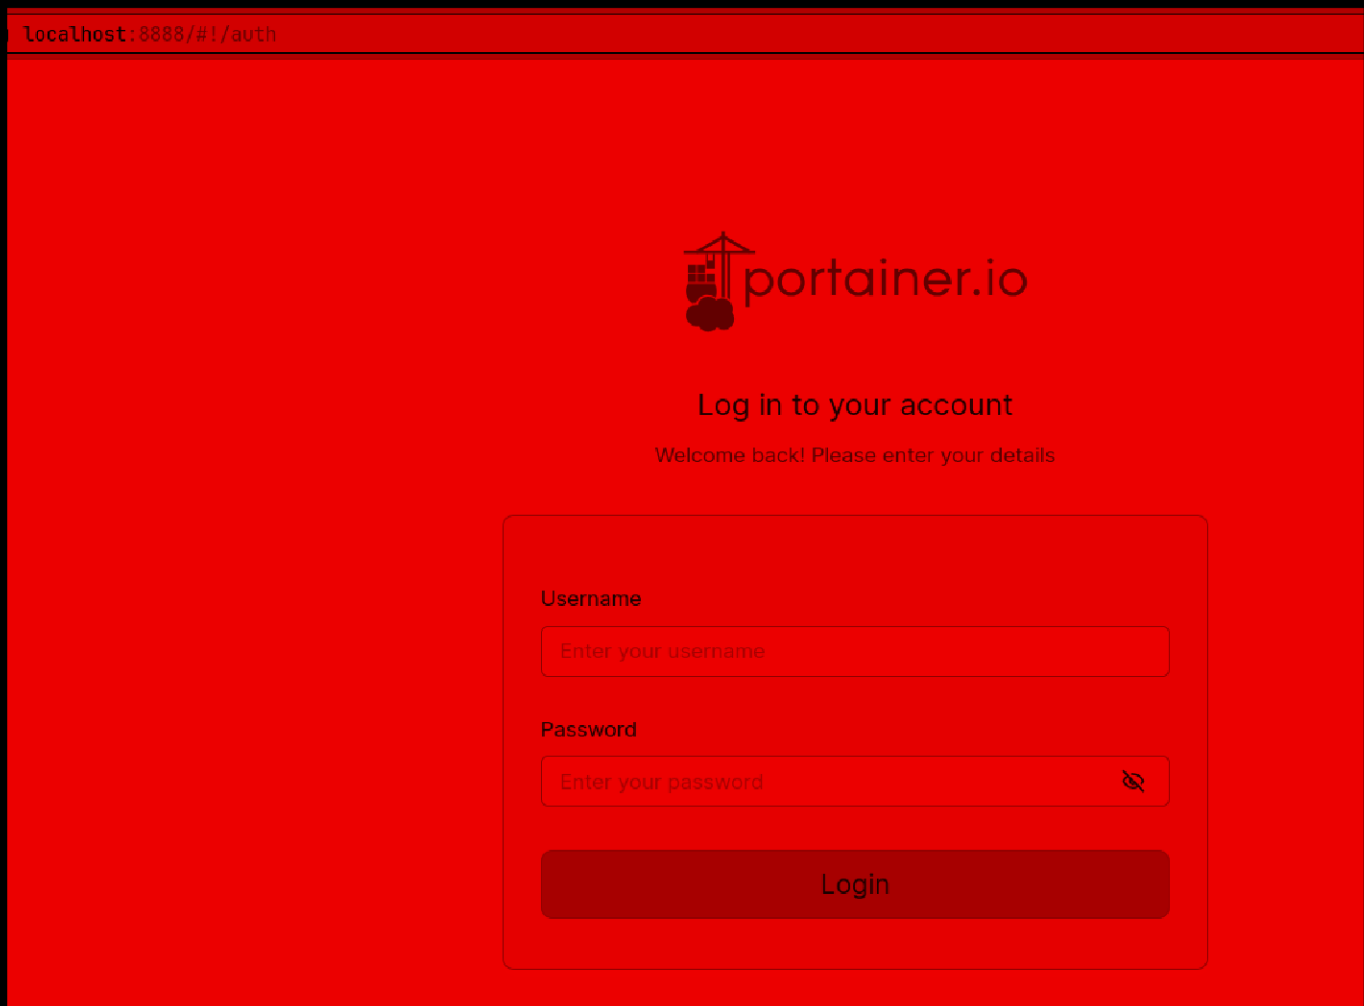 localhost:8888/#!/auth
portainer.io
Log in to your account
Welcome back! Please enter your details
Username
Enter your username
Password
Enter your password
Login